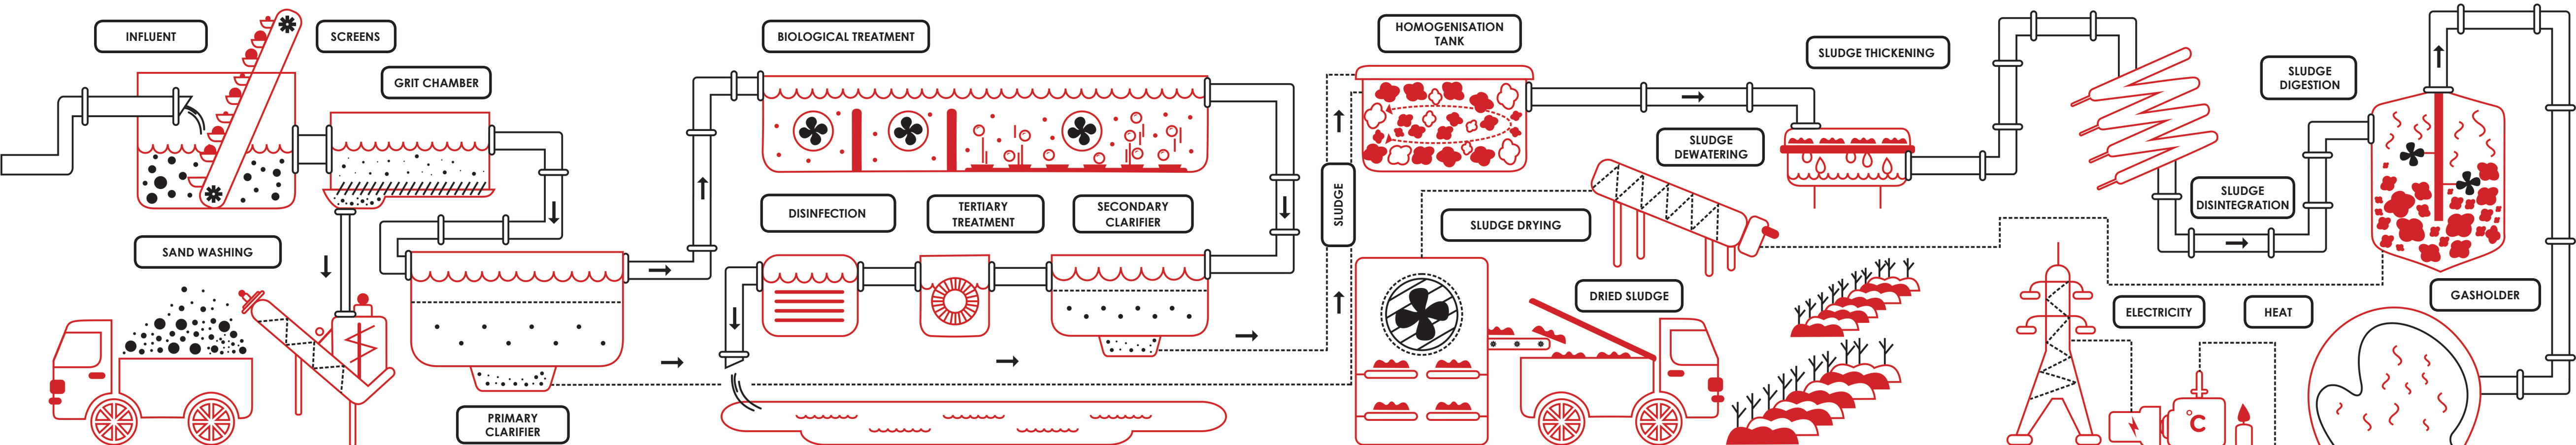 INFLUENT
SCREENS
GRIT CHAMBER
SAND WASHING
PRIMARY
CLARIFIER
BIOLOGICAL TREATMENT
DISINFECTION
TERTIARY
TREATMENT
SECONDARY
CLARIFIER
SLUDGE
HOMOGENISATION
TANK
SLUDGE THICKENING
SLUDGE
DEWATERING
SLUDGE DRYING
DRIED SLUDGE
SLUDGE
DISINTEGRATION
SLUDGE
DIGESTION
ELECTRICITY
HEAT
GASHOLDER
°C